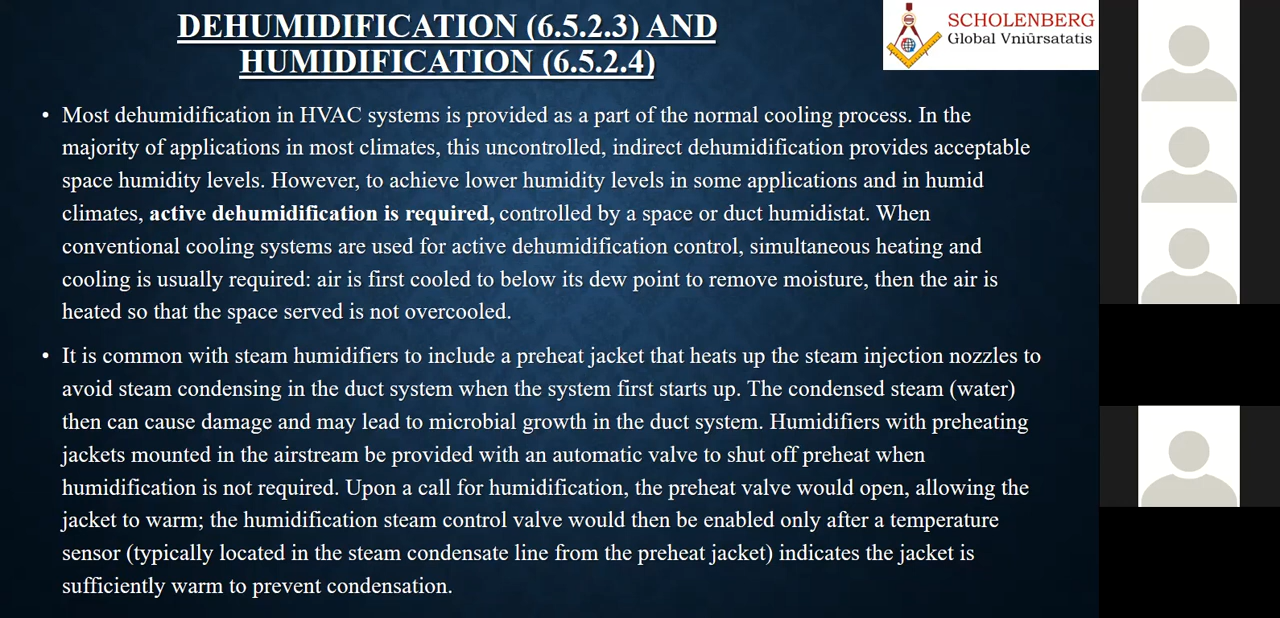 DEHUMIDIFICATION (6.5.2.3) AND
HUMIDIFICATION (6.5.2.4)
SCHOLENBERG
Global Vniûrsatatis
• Most dehumidification in HVAC systems is provided as a part of the normal cooling process. In the
majority of applications in most climates, this uncontrolled, indirect dehumidification provides acceptable
space humidity levels. However, to achieve lower humidity levels in some applications and in humid
climates, active dehumidification is required, controlled by a space or duct humidistat. When
conventional cooling systems are used for active dehumidification control, simultaneous heating and
cooling is usually required: air is first cooled to below its dew point to remove moisture, then the air is
heated so that the space served is not overcooled.
• It is common with steam humidifiers to include a preheat jacket that heats up the steam injection nozzles to
avoid steam condensing in the duct system when the system first starts up. The condensed steam (water)
then can cause damage and may lead to microbial growth in the duct system. Humidifiers with preheating
jackets mounted in the airstream be provided with an automatic valve to shut off preheat when
humidification is not required. Upon a call for humidification, the preheat valve would open, allowing the
jacket to warm; the humidification steam control valve would then be enabled only after a temperature
sensor (typically located in the steam condensate line from the preheat jacket) indicates the jacket is
sufficiently warm to prevent condensation.